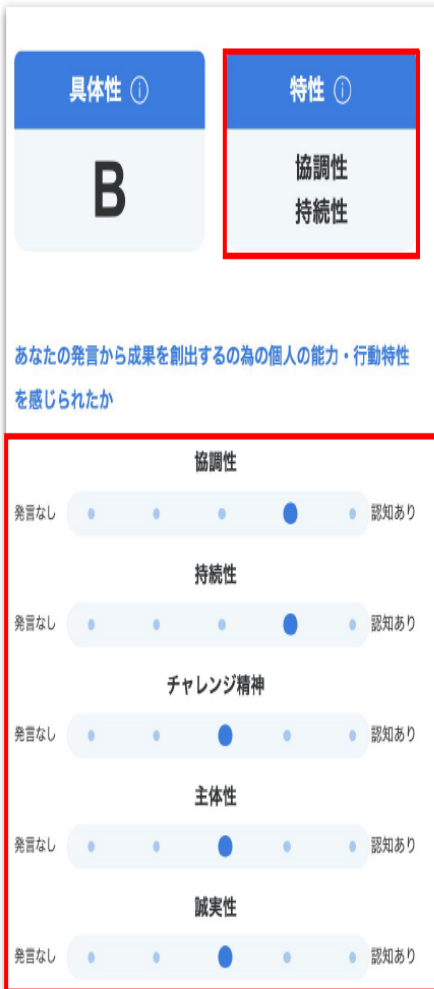 具体性 ⓘ
特性 ⓘ
B
協調性
持続性
あなたの発言から成果を創出するの為の個人の能力・行動特性
を感じられたか
協調性
発言なし 認知あり
持続性
発言なし 認知あり
チャレンジ精神
発言なし 認知あり
主体性
発言なし 認知あり
誠実性
発言なし 認知あり